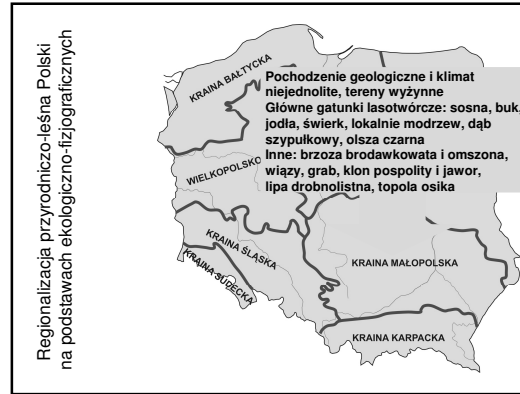 Regionalizacja przyrodniczo-leśna Polski
na podstawach ekologiczno-fizjograficznych
KRAINA BAŁTYCKA
Pochodzenie geologiczne i klimat
niejednolite, tereny wyżynne
Główne gatunki lasotwórcze: sosna, buk,
jodła, świerk, lokalnie modrzew, dąb
szypułkowy, olsza czarna
Inne: brzoza brodawkowata i omszona,
wiązy, grab, klon pospolity i jawor,
lipa drobnolistna, topola osika
WIELKOPOLSKO
KRAINA ŚLĄSKA
KRAINA SUDECKA
KRAINA MAŁOPOLSKA
KRAINA KARPACKA